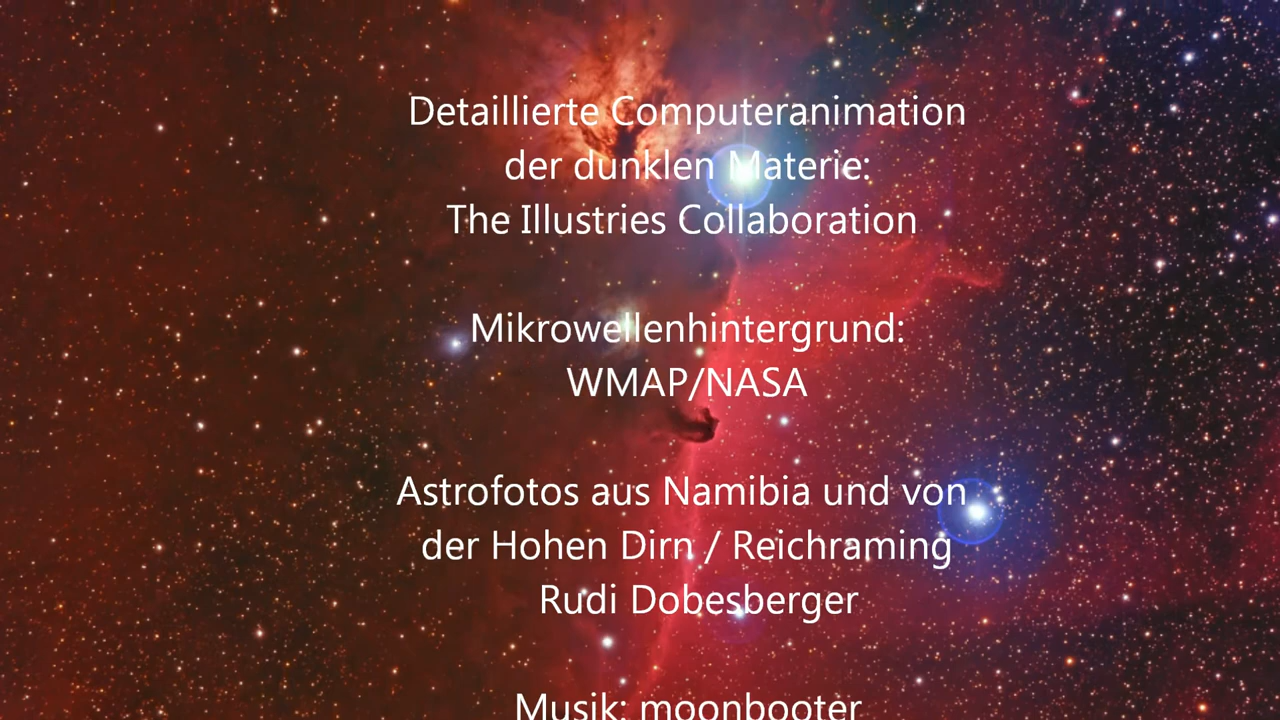 Detaillierte Computeranimation
der dunklen Materie:
The Illustries Collaboration
Mikrowellenhintergrund:
WMAP/NASA
Astrofotos aus Namibia und von
der Hohen Dirn / Reichraming
Rudi Dobesberger
Musik: moonbooter